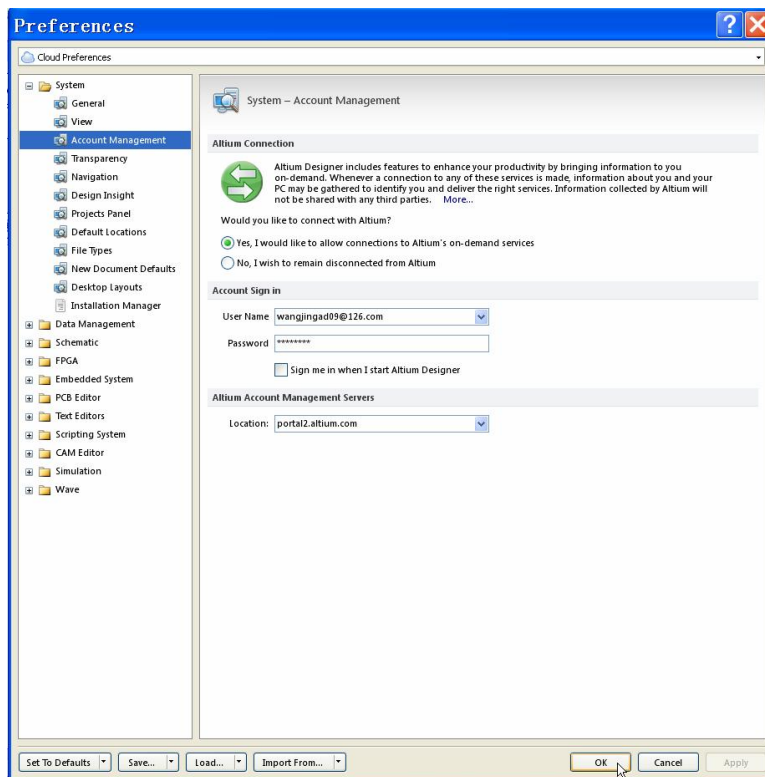 Preferences
Cloud Preferences
System
General
View
Account Management
Transparency
Navigation
Design Insight
Projects Panel
Default Locations
File Types
New Document Defaults
Desktop Layouts
Installation Manager
Data Management
Schematic
FPGA
Embedded System
PCB Editor
Text Editors
Scripting System
CAM Editor
Simulation
Wave
System – Account Management
Altium Connection
Altium Designer includes features to enhance your productivity by bringing information to you
on-demand. Whenever a connection to any of these services is made, information about you and your
PC may be gathered to identify you and deliver the right services. Information collected by Altium will
not be shared with any third parties. More...
Would you like to connect with Altium?
Yes, I would like to allow connections to Altium's on-demand services
No, I wish to remain disconnected from Altium
Account Sign in
User Name wangjingad09@126.com
Password ********
Sign me in when I start Altium Designer
Altium Account Management Servers
Location: portal2.altium.com
Set To Defaults Save... Load... Import From... OK Cancel Apply